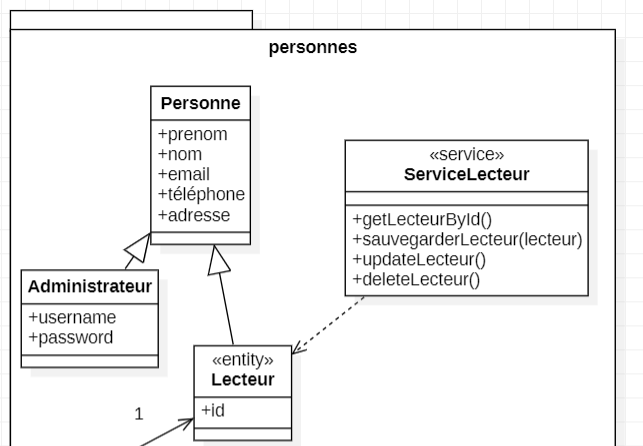 personnes
Personne
+prenom
+nom
+email
+téléphone
+adresse
«service»
ServiceLecteur
+getLecteurById()
+sauvegarderLecteur(lecteur)
+updateLecteur()
+deleteLecteur()
Administrateur
+username
+password
«entity»
Lecteur
+id
1